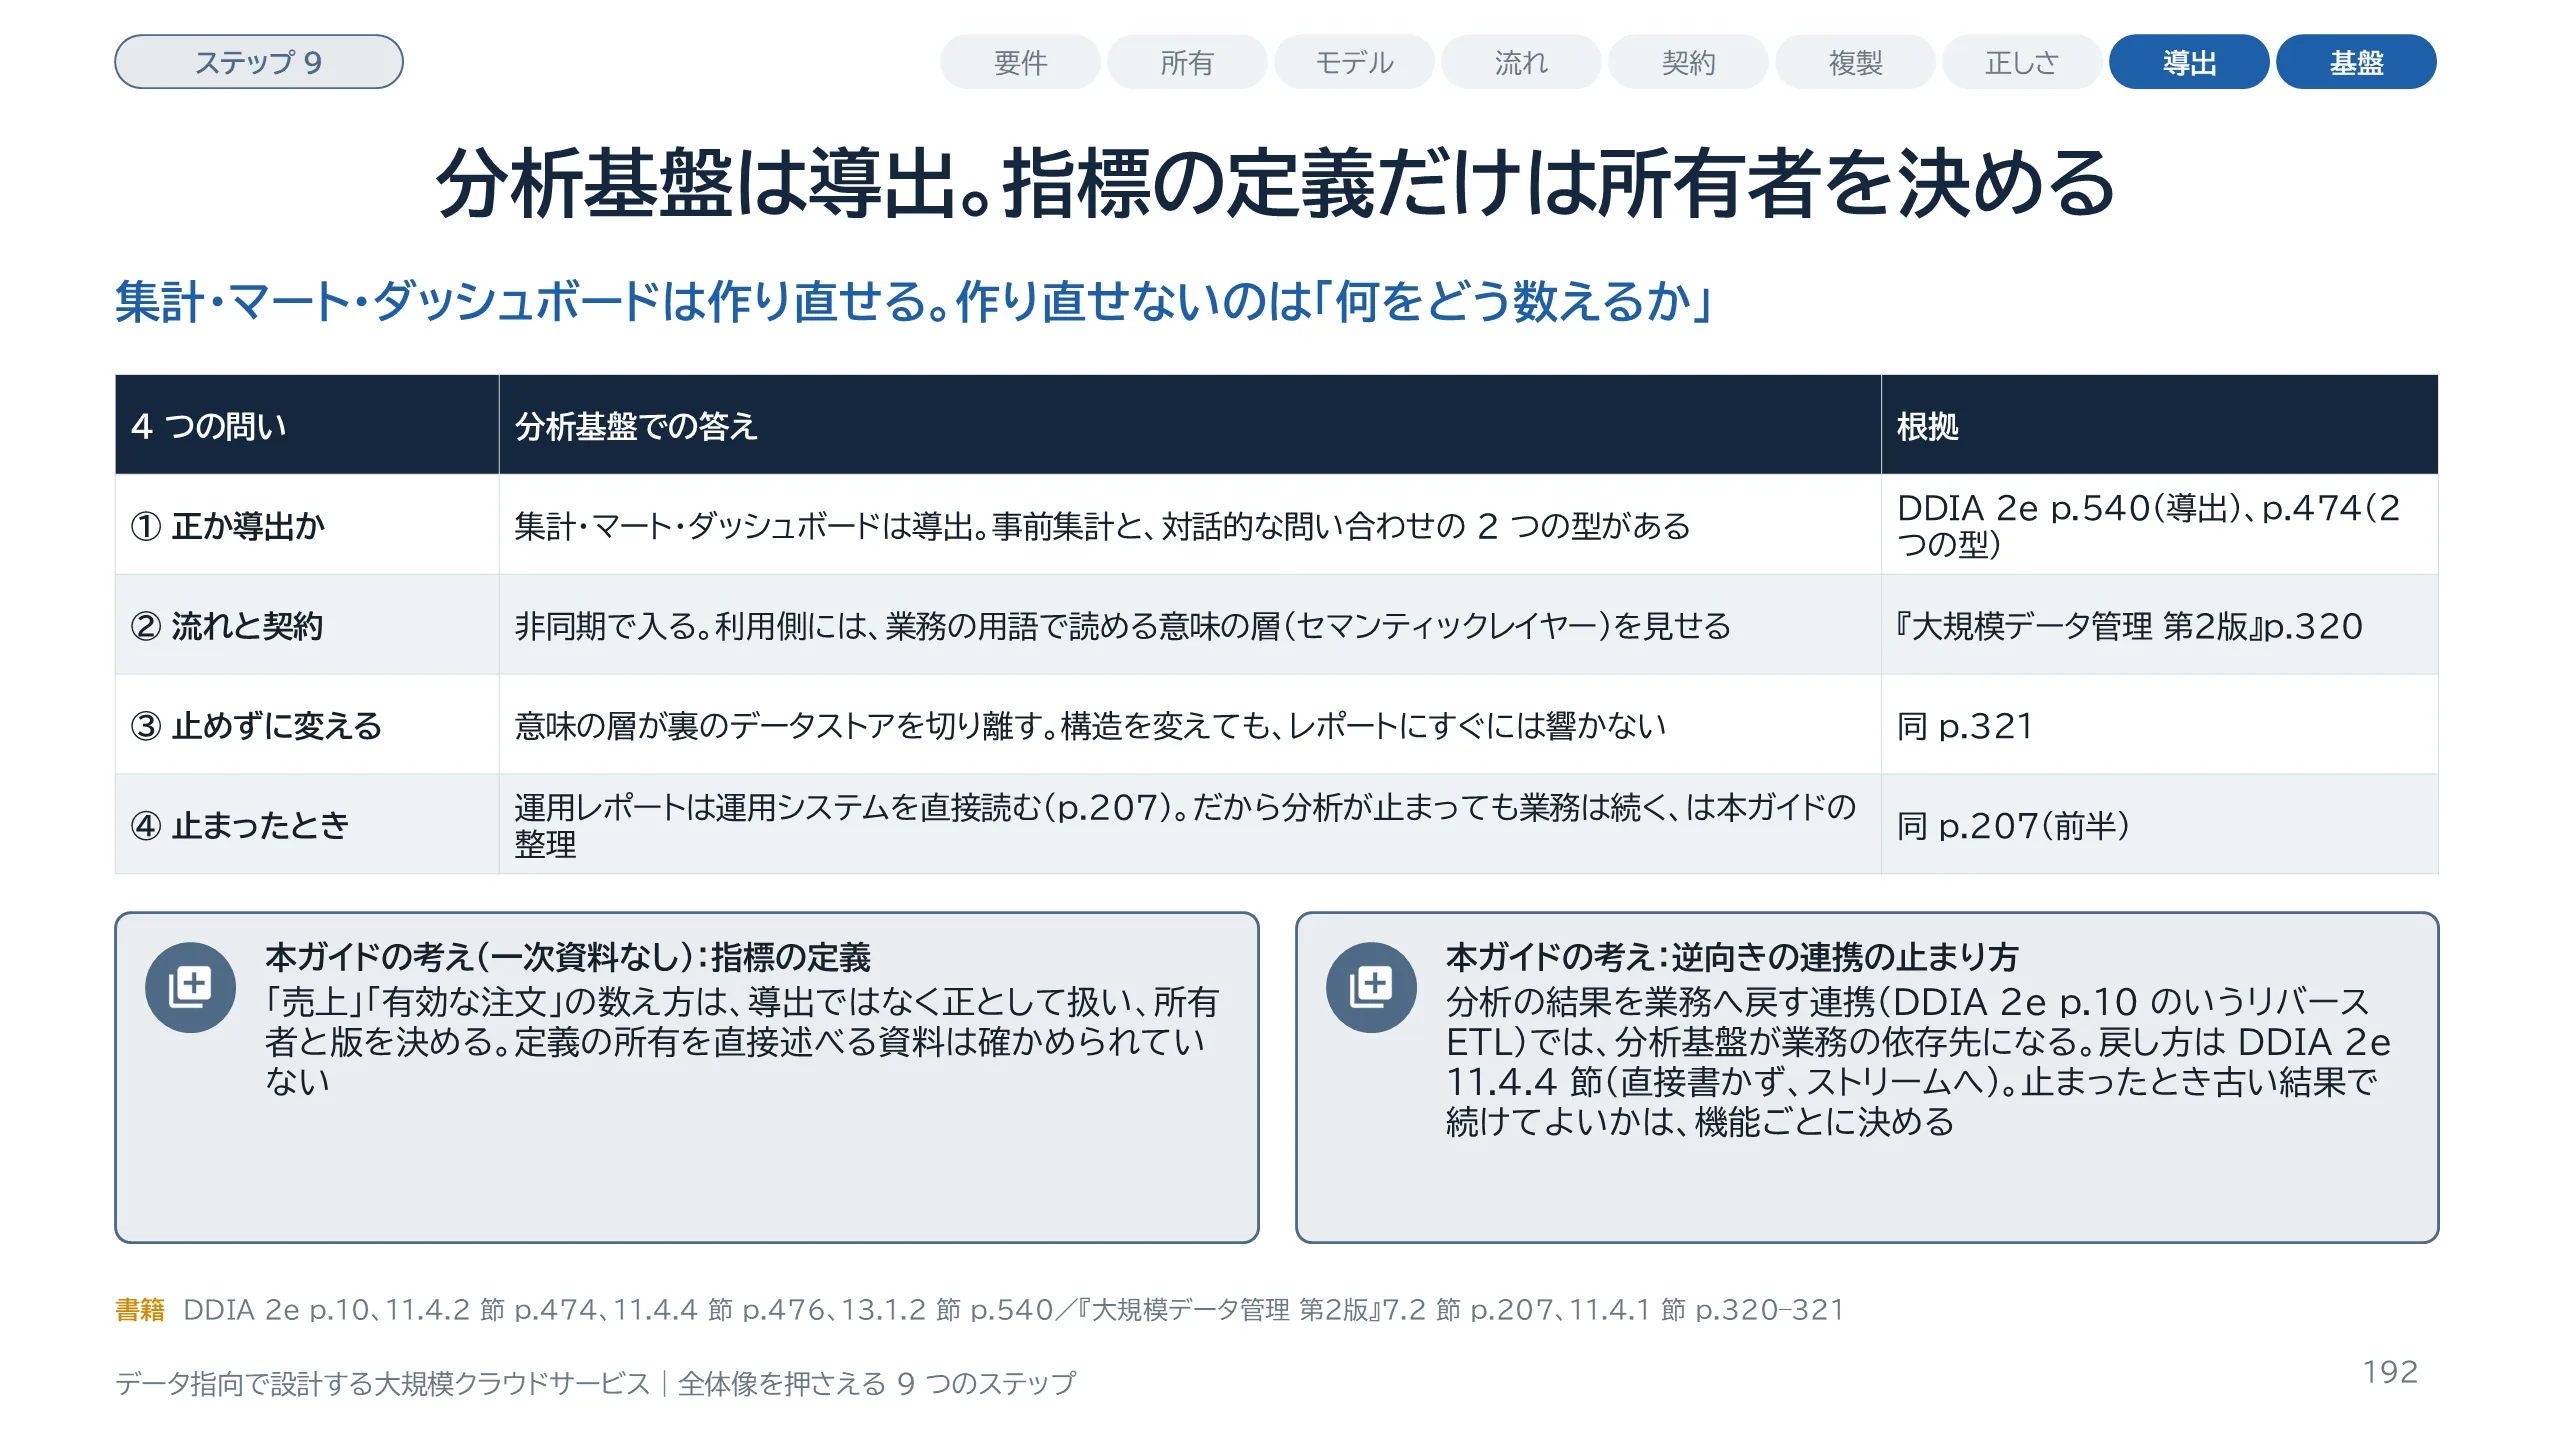 ステップ 9
要件
所有
モデル
流れ
契約
複製
正しさ
導出
基盤
分析基盤は導出。指標の定義だけは所有者を決める
集計・マート・ダッシュボードは作り直せる。作り直せないのは「何をどう数えるか」
4 つの問い
分析基盤での答え
根拠
① 正か導出か
集計・マート・ダッシュボードは導出。事前集計と、対話的な問い合わせの 2 つの型がある
DDIA 2e p.540（導出）、p.474（2
つの型）
② 流れと契約
非同期で入る。利用側には、業務の用語で読める意味の層（セマンティックレイヤー）を見せる
『大規模データ管理 第2版』p.320
③ 止めずに変える
意味の層が裏のデータストアを切り離す。構造を変えても、レポートにすぐには響かない
同 p.321
④ 止まったとき
運用レポートは運用システムを直接読む（p.207）。だから分析が止まっても業務は続く、は本ガイドの
整理
同 p.207（前半）
本ガイドの考え（一次資料なし）：指標の定義
「売上」「有効な注文」の数え方は、導出ではなく正として扱い、所有
者と版を決める。定義の所有を直接述べる資料は確かめられてい
ない
本ガイドの考え：逆向きの連携の止まり方
分析の結果を業務へ戻す連携（DDIA 2e p.10 のいうリバース
ETL）では、分析基盤が業務の依存先になる。戻し方は DDIA 2e
11.4.4 節（直接書かず、ストリームへ）。止まったとき古い結果で
続けてよいかは、機能ごとに決める
書籍 DDIA 2e p.10、11.4.2 節 p.474、11.4.4 節 p.476、13.1.2 節 p.540／『大規模データ管理 第2版』7.2 節 p.207、11.4.1 節 p.320–321
データ指向で設計する大規模クラウドサービス｜全体像を押さえる 9 つのステップ
192